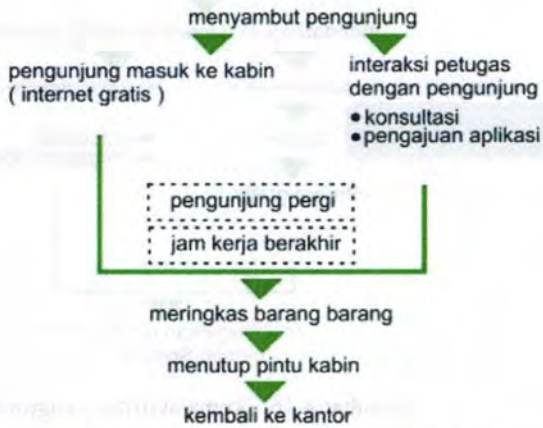 menyambut pengunjung
pengunjung masuk ke kabin
( internet gratis )
interaksi petugas
dengan pengunjung
• konsultasi
• pengajuan aplikasi
pengunjung pergi
jam kerja berakhir
meringkas barang barang
menutup pintu kabin
kembali ke kantor